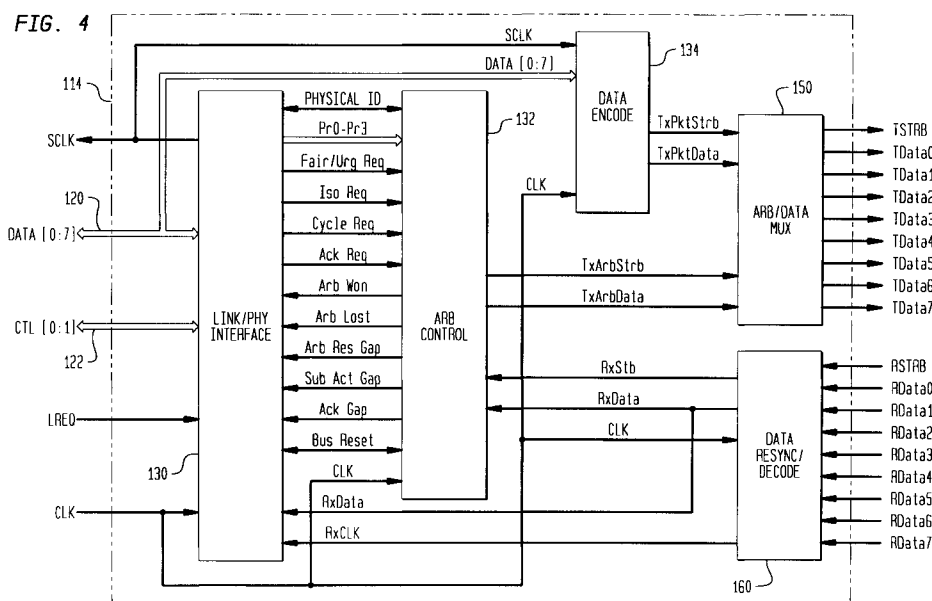 FIG. 4
SCLK
134
DATA [0:7]
114
150
PHYSICAL ID
132
DATA
ENCODE
TxPktStrb
TSTRB
SCLK
Pr0-Pr3
TData0
Fair/Urg Req
TxPktData
TData1
120
Iso Req
CLK
TData2
DATA [0:7]
Cycle Req
ARB/DATA
MUX
TData3
TData4
Ack Req
TxArbStrb
TData5
Arb Won
TData6
CTL [0:1]
LINK/PHY
INTERFACE
Arb Lost
ARB
CONTROL
TxArbData
TData7
122
Arb Res Gap
RxStb
RSTRB
Sub Act Gap
RData0
LREQ
Ack Gap
RxData
RData1
Bus Reset
CLK
DATA
RESYNC/
DECODE
RData2
RData3
130
CLK
RData4
CLK
RxData
RData5
RData6
RxCLK
RData7
160